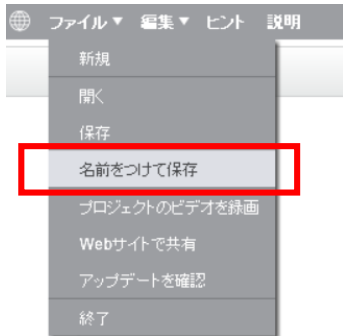 ファイル▼ 編集▼ ヒント 説明
新規
開く
保存
名前をつけて保存
プロジェクトのビデオを録画
Webサイトで共有
アップデートを確認
終了